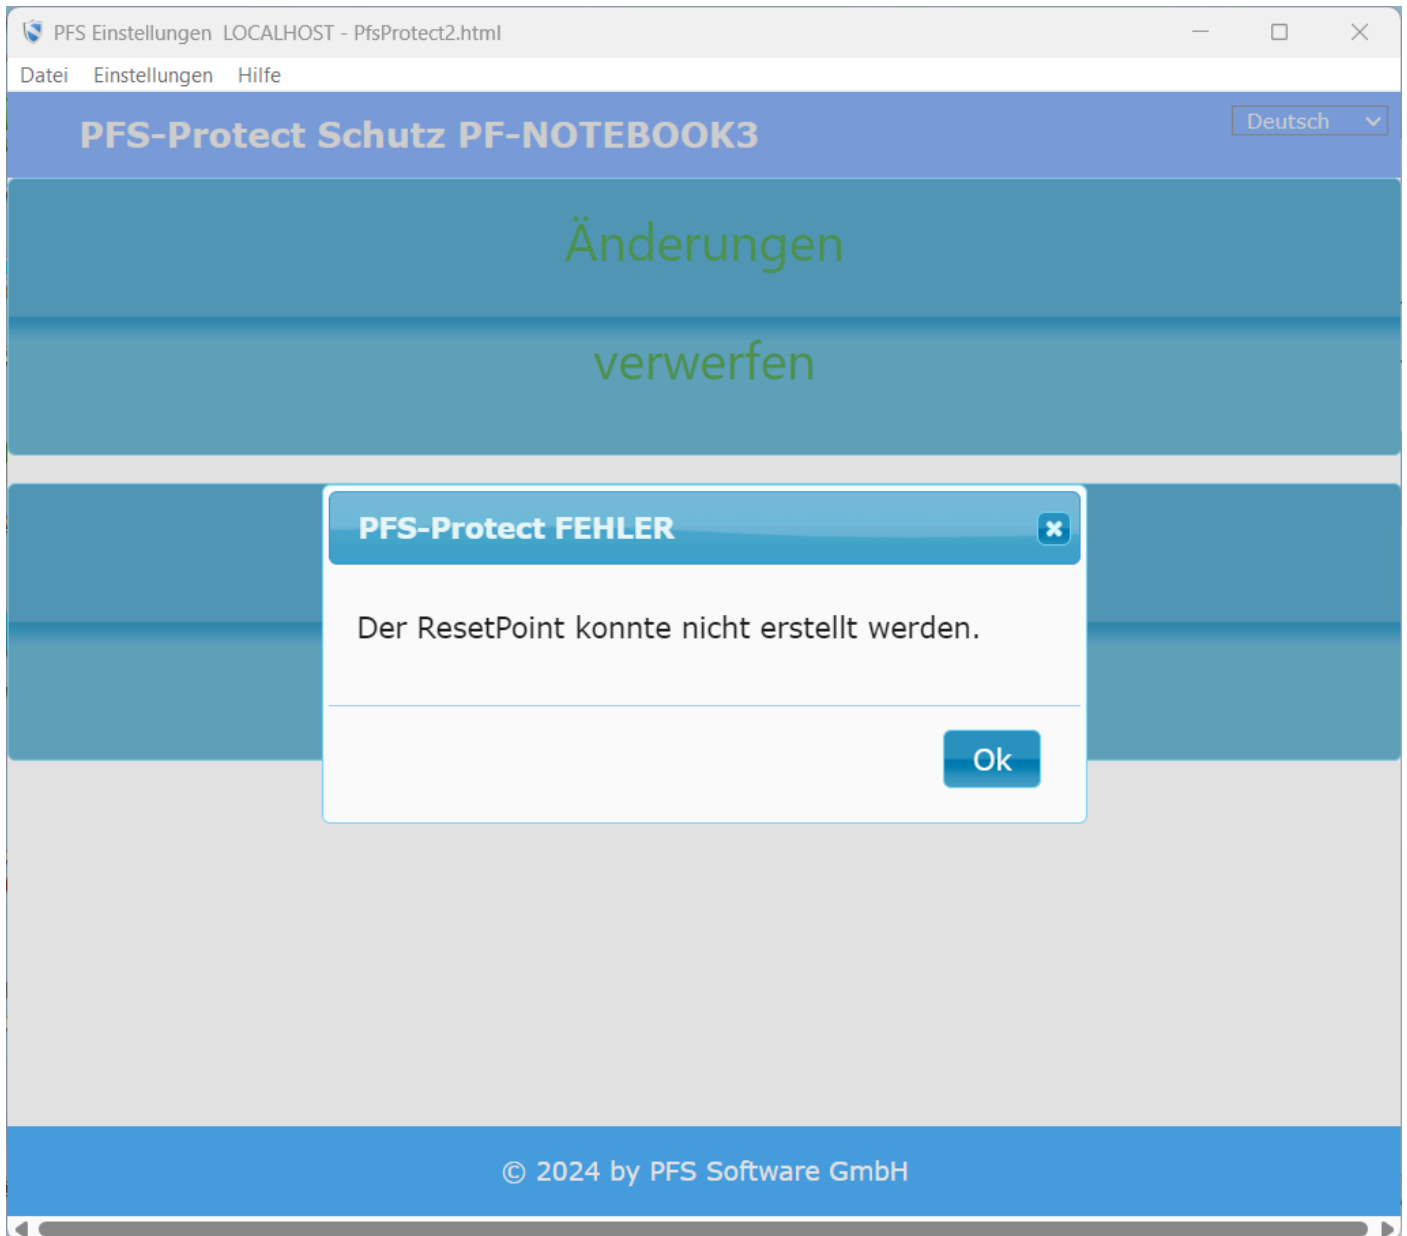 PFS Einstellungen LOCALHOST - PfsProtect2.html
Datei Einstellungen Hilfe
PFS-Protect Schutz PF-NOTEBOOK3
Deutsch
Änderungen
verwerfen
PFS-Protect FEHLER
Der ResetPoint konnte nicht erstellt werden.
Ok
© 2024 by PFS Software GmbH